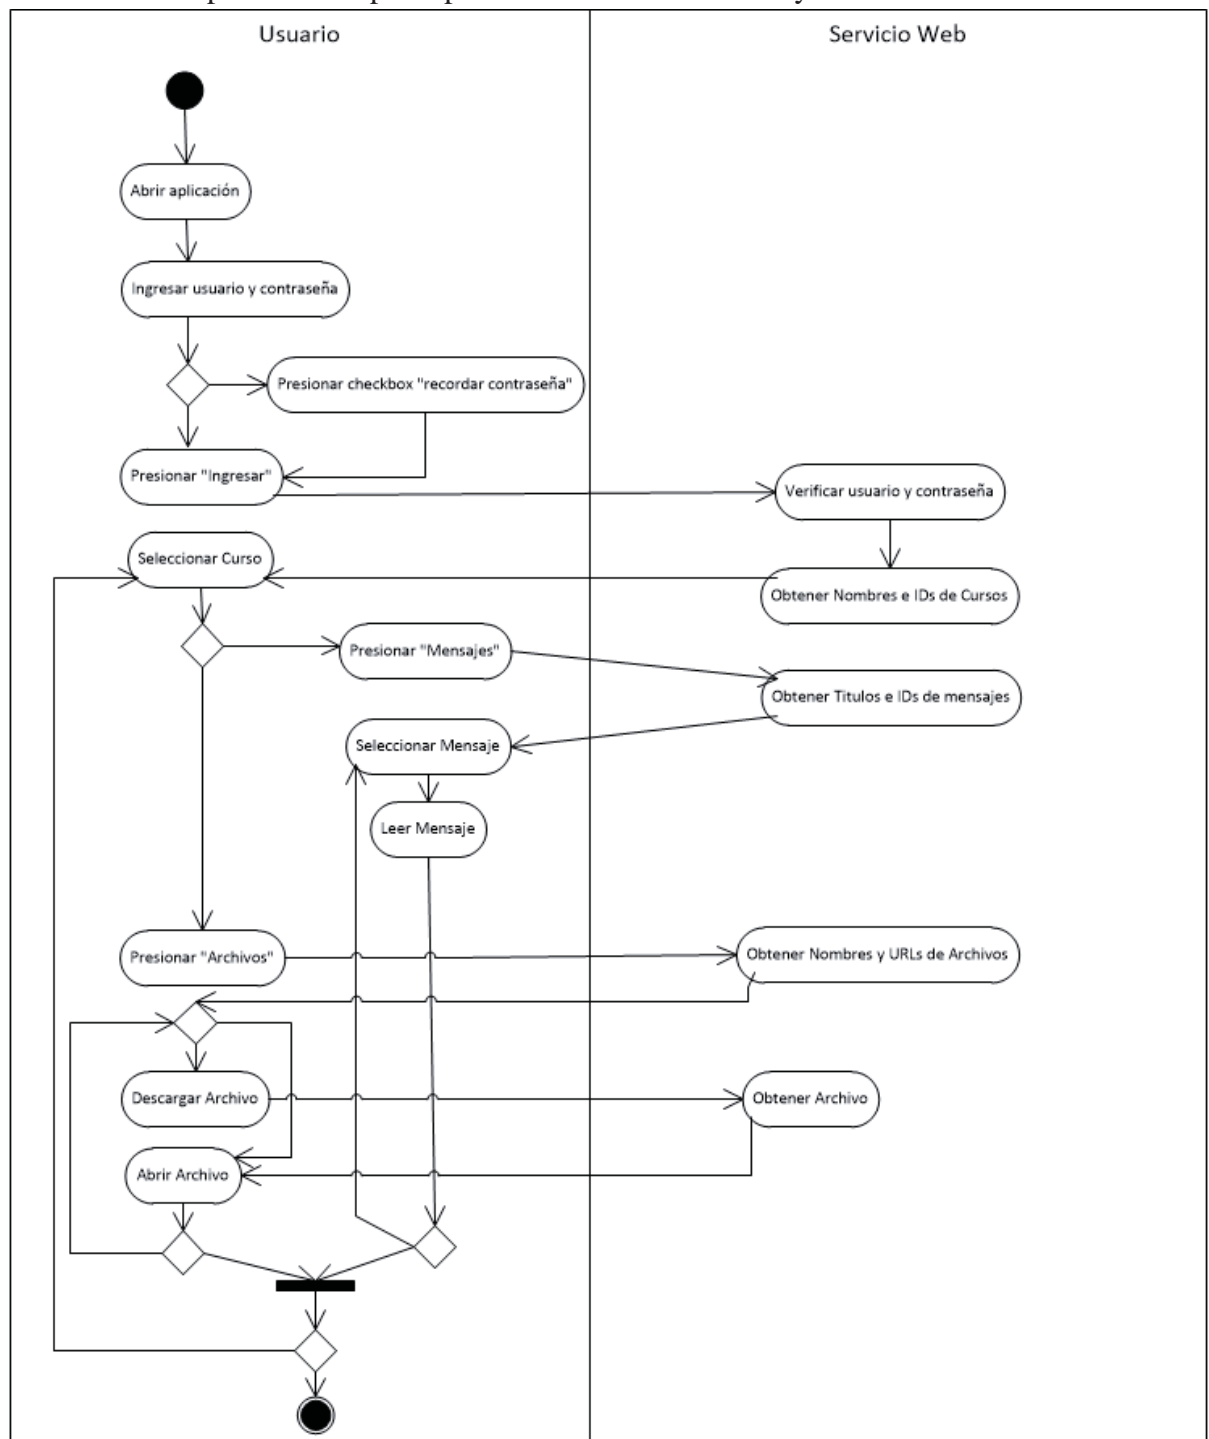 Usuario
Servicio Web
Abrir aplicación
Ingresar usuario y contraseña
Presionar checkbox "recordar contraseña"
Presionar "Ingresar"
Verificar usuario y contraseña
Seleccionar Curso
Obtener Nombres e IDs de Cursos
Presionar "Mensajes"
Obtener Titulos e IDs de mensajes
Seleccionar Mensaje
Leer Mensaje
Presionar "Archivos"
Obtener Nombres y URLs de Archivos
Descargar Archivo
Obtener Archivo
Abrir Archivo